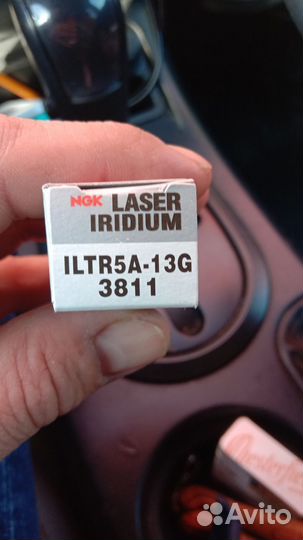 NGK LASER
IRIDIUM
ILTR5A-13G
3811
Avito